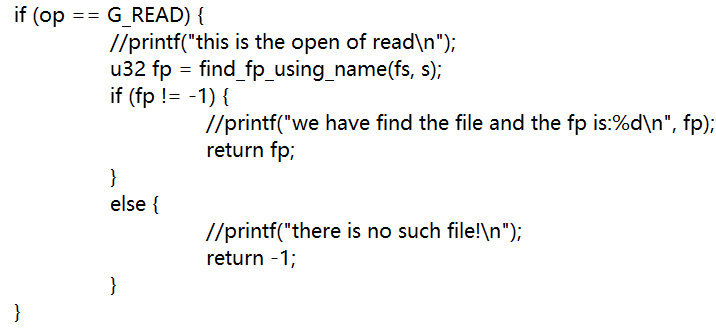 if (op == G_READ) {
//printf("this is the open of read\n");
u32 fp = find_fp_using_name(fs, s);
if (fp != -1) {
//printf("we have find the file and the fp is:%d\n", fp);
return fp;
}
else {
//printf("there is no such file!\n");
return -1;
}
}